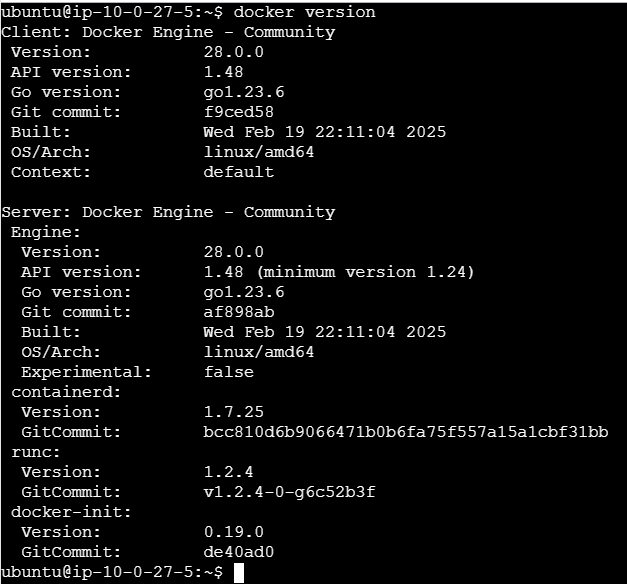 ubuntu@ip-10-0-27-5:~$ docker version
Client: Docker Engine - Community
 Version:           28.0.0
 API version:       1.48
 Go version:        go1.23.6
 Git commit:        f9ced58
 Built:             Wed Feb 19 22:11:04 2025
 OS/Arch:           linux/amd64
 Context:           default

Server: Docker Engine - Community
 Engine:
  Version:          28.0.0
  API version:      1.48 (minimum version 1.24)
  Go version:       go1.23.6
  Git commit:       af898ab
  Built:            Wed Feb 19 22:11:04 2025
  OS/Arch:          linux/amd64
  Experimental:     false
 containerd:
  Version:          1.7.25
  GitCommit:        bcc810d6b9066471b0b6fa75f557a15a1cbf31bb
 runc:
  Version:          1.2.4
  GitCommit:        v1.2.4-0-g6c52b3f
 docker-init:
  Version:          0.19.0
  GitCommit:        de40ad0
ubuntu@ip-10-0-27-5:~$